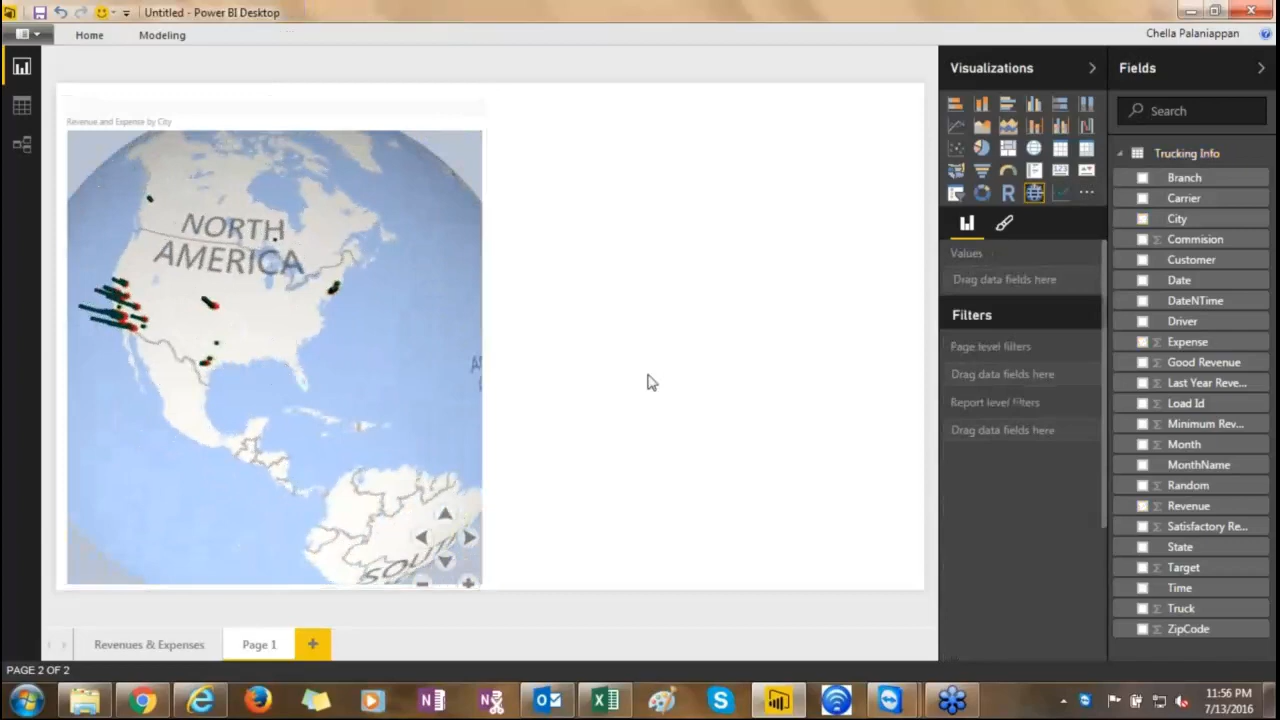 Untitled - Power BI Desktop
Home Modeling
Chella Palaniappan
Revenue and Expense by City
NORTH
AMERICA
Visualizations
Values
Drag data fields here
Filters
Page level filters
Drag data fields here
Report level filters
Drag data fields here
Fields
Search
Trucking Info
Branch
Carrier
City
Σ Commision
Customer
Date
DateNTime
Driver
Σ Expense
Σ Good Revenue
Σ Last Year Reve...
Σ Load Id
Σ Minimum Rev...
Σ Month
MonthName
Σ Random
Σ Revenue
Σ Satisfactory Re...
State
Σ Target
Time
Σ Truck
Σ ZipCode
Revenues & Expenses Page 1
PAGE 2 OF 2
11:56 PM
7/13/2016